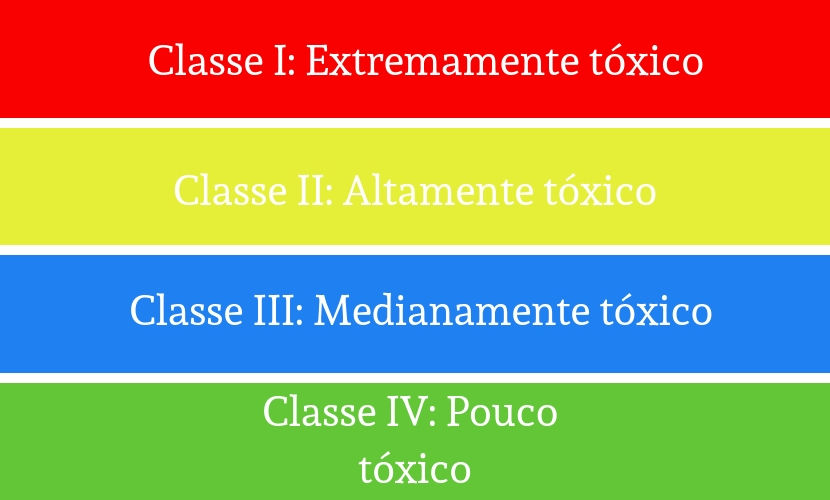 Classe I: Extremamente tóxico
Classe II: Altamente tóxico
Classe III: Medianamente tóxico
Classe IV: Pouco
tóxico